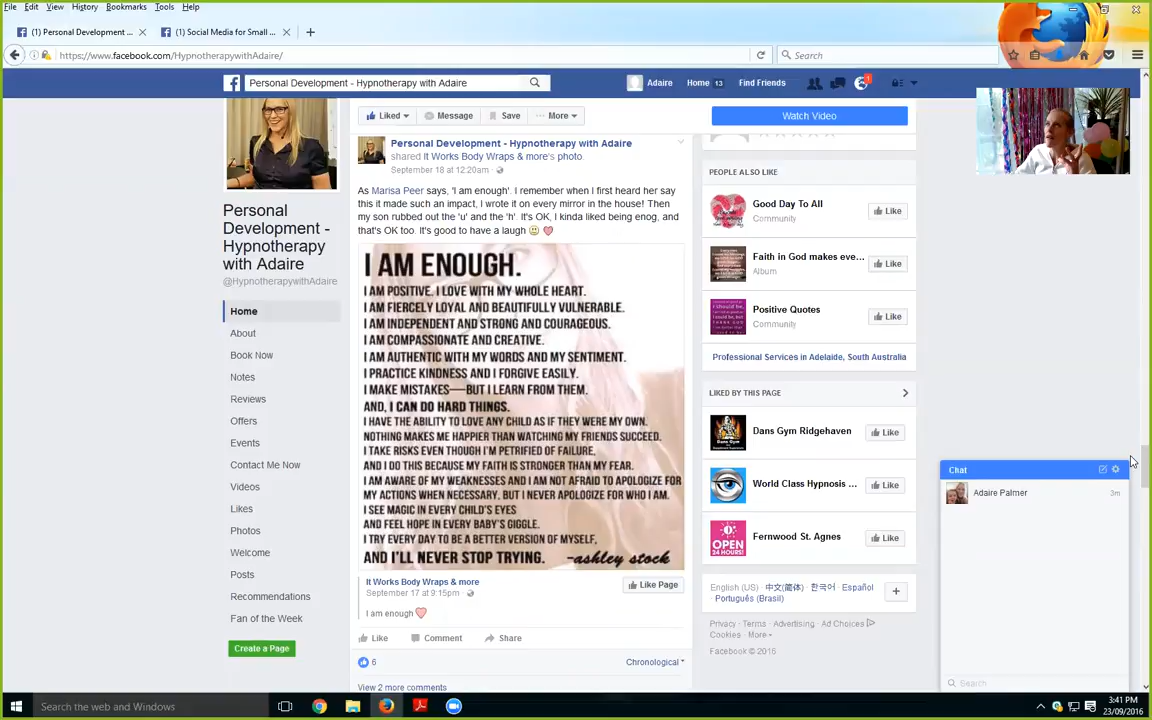 File Edit View History Bookmarks Tools Help
(1) Personal Development ...
(1) Social Media for Small ...
https://www.facebook.com/HypnotherapywithAdaire/
Search
Personal Development - Hypnotherapy with Adaire
Adaire
Home 13
Find Friends
1
Liked
Message
Save
More
Watch Video
Personal Development - Hypnotherapy with Adaire
@HypnotherapywithAdaire
Home
About
Book Now
Notes
Reviews
Offers
Events
Contact Me Now
Videos
Likes
Photos
Welcome
Posts
Recommendations
Fan of the Week
Create a Page
Personal Development - Hypnotherapy with Adaire
shared It Works Body Wraps & more's photo
September 18 at 12:20am
As Marisa Peer says, 'I am enough'. I remember when I first heard her say
this it made such an impact, I wrote it on every mirror in the house! Then
my son rubbed out the 'u' and the 'h'. It's OK, I kinda liked being enog, and
that's OK too. It's good to have a laugh
I AM ENOUGH.
I AM POSITIVE. I LOVE WITH MY WHOLE HEART.
I AM FIERCELY LOYAL AND BEAUTIFULLY VULNERABLE.
I AM INDEPENDENT AND STRONG AND COURAGEOUS.
I AM COMPASSIONATE AND CREATIVE.
I AM AUTHENTIC WITH MY WORDS AND MY SENTIMENT.
I PRACTICE KINDNESS AND I FORGIVE EASILY.
I MAKE MISTAKES—BUT I LEARN FROM THEM.
AND, I CAN DO HARD THINGS.
I HAVE THE ABILITY TO LOVE ANY CHILD AS IF THEY WERE MY OWN.
NOTHING MAKES ME HAPPIER THAN WATCHING MY FRIENDS SUCCEED.
I TAKE RISKS EVEN THOUGH I'M PETRIFIED OF FAILURE,
AND I DO THIS BECAUSE MY FAITH IS STRONGER THAN MY FEAR.
I AM AWARE OF MY WEAKNESSES AND I AM NOT AFRAID TO APOLOGIZE FOR
MY ACTIONS WHEN NECESSARY, BUT I NEVER APOLOGIZE FOR WHO I AM.
I SEE MAGIC IN EVERY CHILD'S EYES
AND FEEL HOPE IN EVERY BABY'S GIGGLE.
I TRY EVERY DAY TO BE A BETTER VERSION OF MYSELF,
AND I'LL NEVER STOP TRYING. -ashley stock
It Works Body Wraps & more
September 17 at 9:15pm
Like Page
I am enough
Like
Comment
Share
6
Chronological
View 2 more comments
PEOPLE ALSO LIKE
Good Day To All
Community
Like
Faith in God makes eve...
Album
Like
Positive Quotes
Community
Like
Professional Services in Adelaide, South Australia
LIKED BY THIS PAGE
Dans Gym Ridgehaven
Like
World Class Hypnosis ...
Like
OPEN
24 HOURS!
Fernwood St. Agnes
Like
English (US) · 中文(简体) · 한국어 · Español ·
Português (Brasil)
Privacy · Terms · Advertising · Ad Choices
Cookies · More
Facebook © 2016
Chat
Adaire Palmer
3m
Search
Search the web and Windows
3:41 PM
23/09/2016